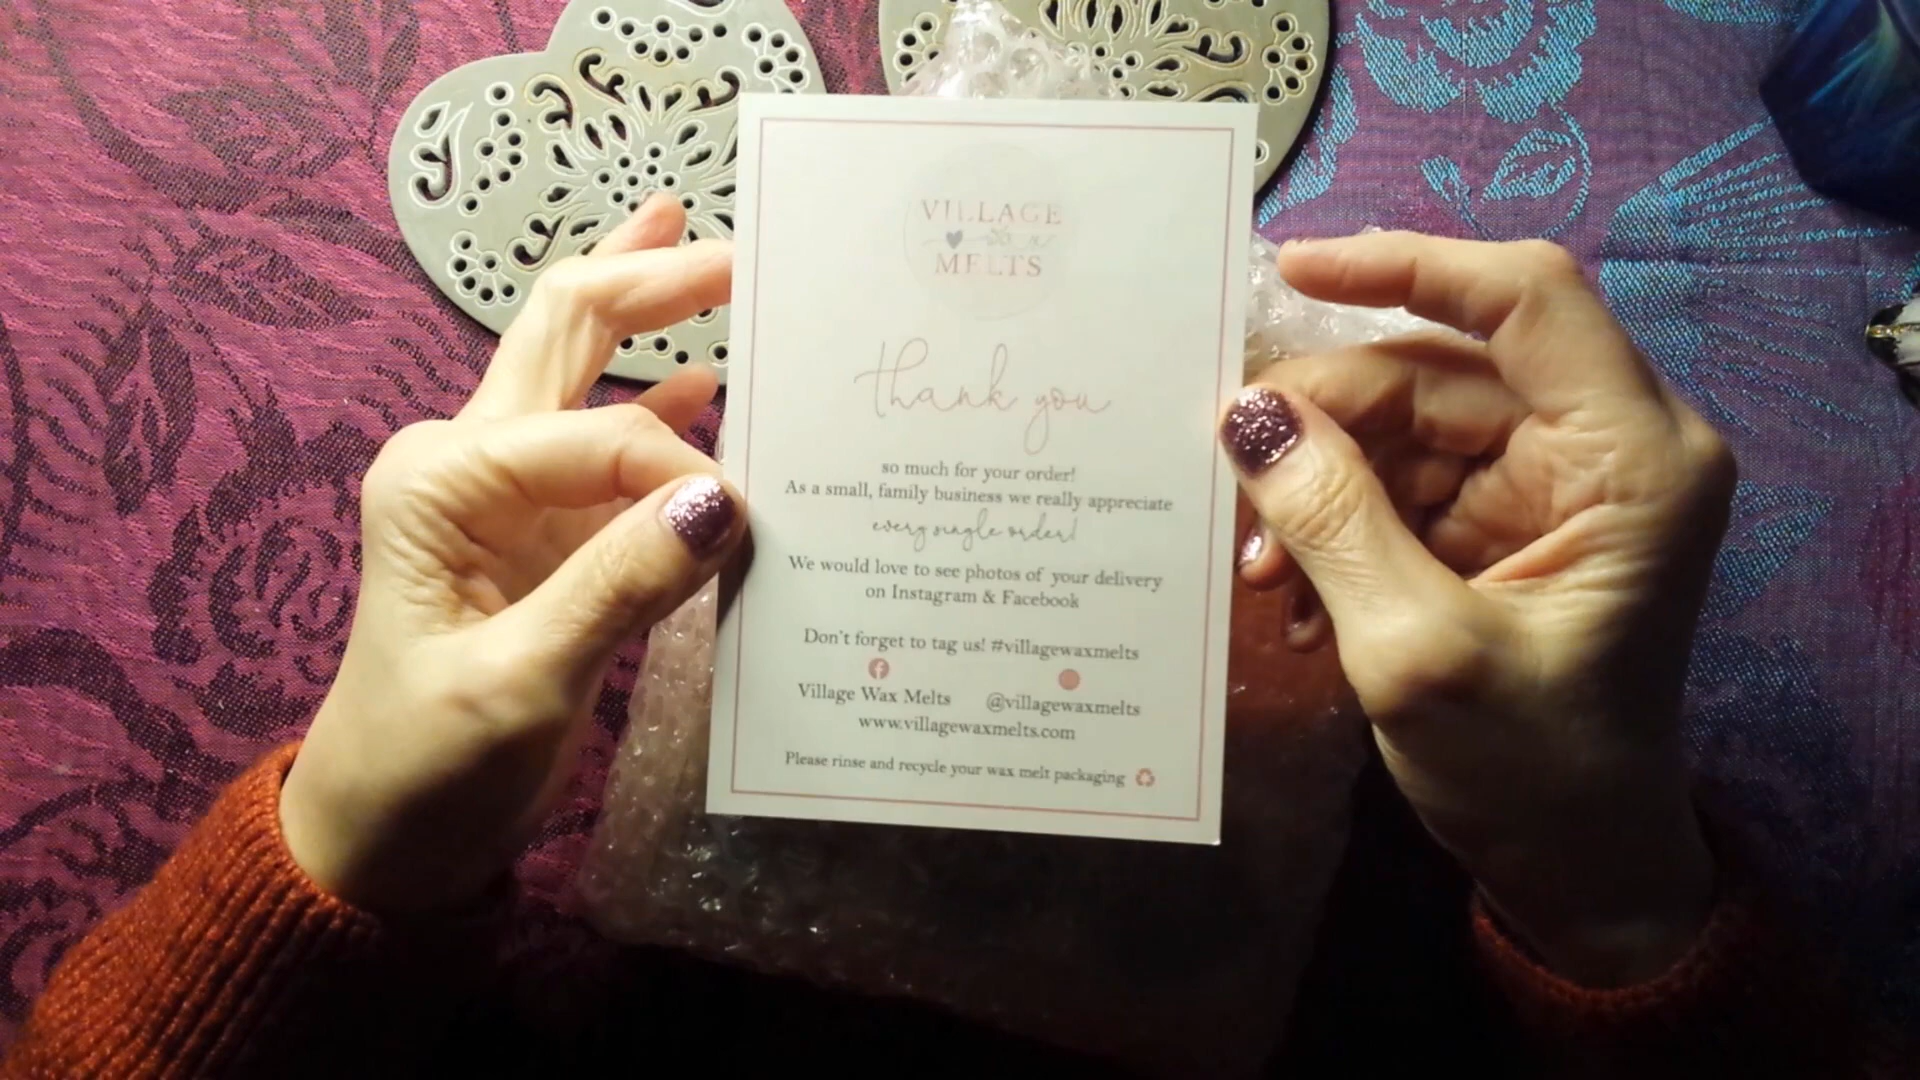 VILLAGE
MELTS
thank you
so much for your order!
As a small, family business we really appreciate
every single order!
We would love to see photos of your delivery
on Instagram & Facebook
Don't forget to tag us! #villagewaxmelts
Village Wax Melts @villagewaxmelts
www.villagewaxmelts.com
Please rinse and recycle your wax melt packaging